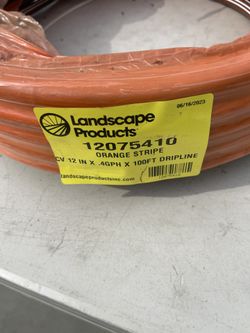 06/16/2023
Landscape
Products
12075410
ORANGE STRIPE
CV 12 IN X .4GPH X 100FT DRIPLINE
landscapeproductsinc.com